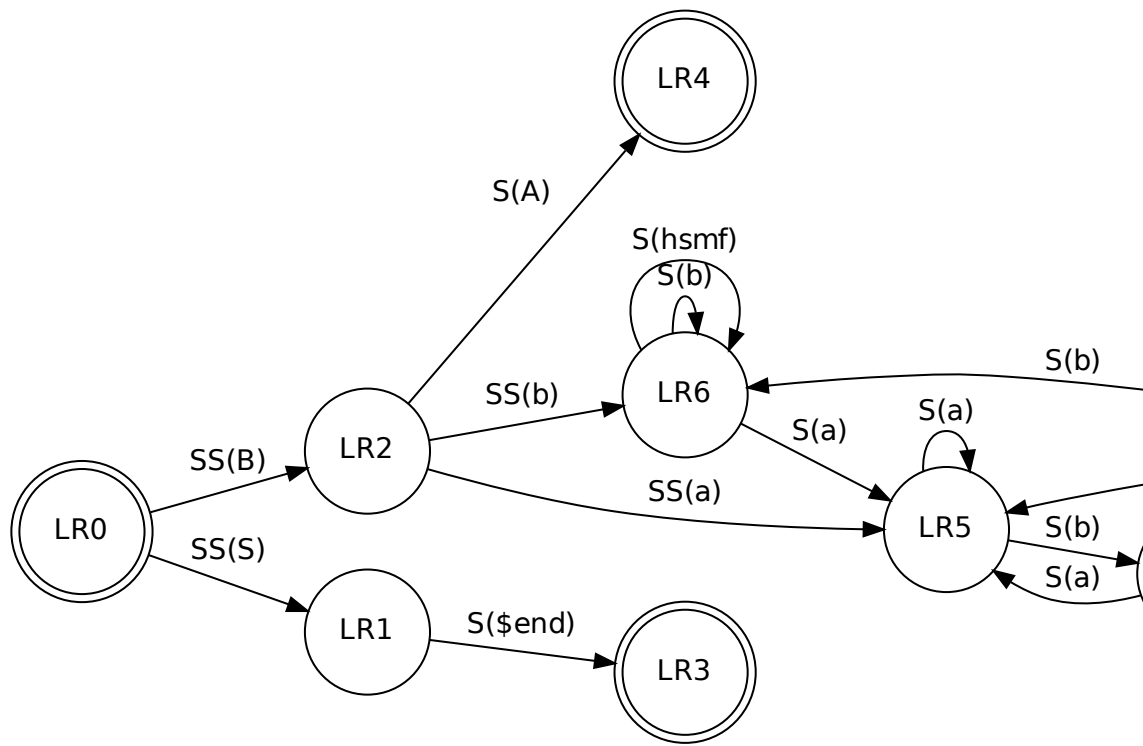 LR4
S(A)
S(hsmf)
S(b)
LR6
S(b)
SS(b)
S(a)
S(a)
LR2
SS(B)
SS(a)
LR5
S(b)
LR0
SS(S)
S(a)
LR1
S($end)
LR3